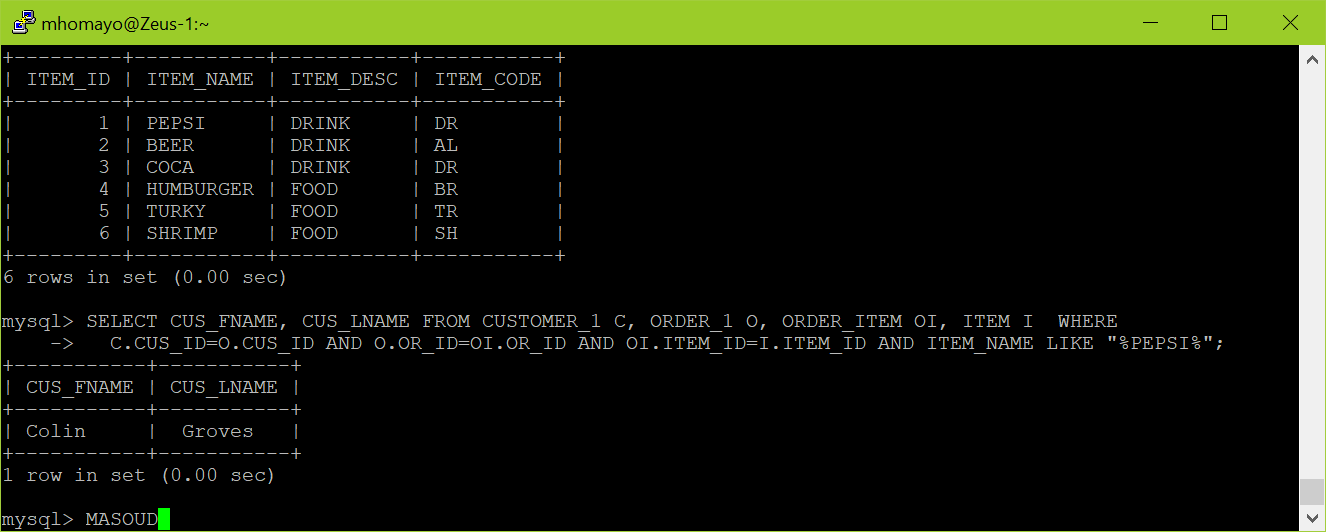 mhomayo@Zeus-1:~
+---------+-----------+-----------+-----------+
| ITEM_ID | ITEM_NAME | ITEM_DESC | ITEM_CODE |
+---------+-----------+-----------+-----------+
|       1 | PEPSI     | DRINK     | DR        |
|       2 | BEER      | DRINK     | AL        |
|       3 | COCA      | DRINK     | DR        |
|       4 | HUMBURGER | FOOD      | BR        |
|       5 | TURKY     | FOOD      | TR        |
|       6 | SHRIMP    | FOOD      | SH        |
+---------+-----------+-----------+-----------+
6 rows in set (0.00 sec)
mysql> SELECT CUS_FNAME, CUS_LNAME FROM CUSTOMER_1 C, ORDER_1 O, ORDER_ITEM OI, ITEM I  WHERE
    ->   C.CUS_ID=O.CUS_ID AND O.OR_ID=OI.OR_ID AND OI.ITEM_ID=I.ITEM_ID AND ITEM_NAME LIKE "%PEPSI%";
+-----------+-----------+
| CUS_FNAME | CUS_LNAME |
+-----------+-----------+
| Colin     |  Groves   |
+-----------+-----------+
1 row in set (0.00 sec)
mysql> MASOUD